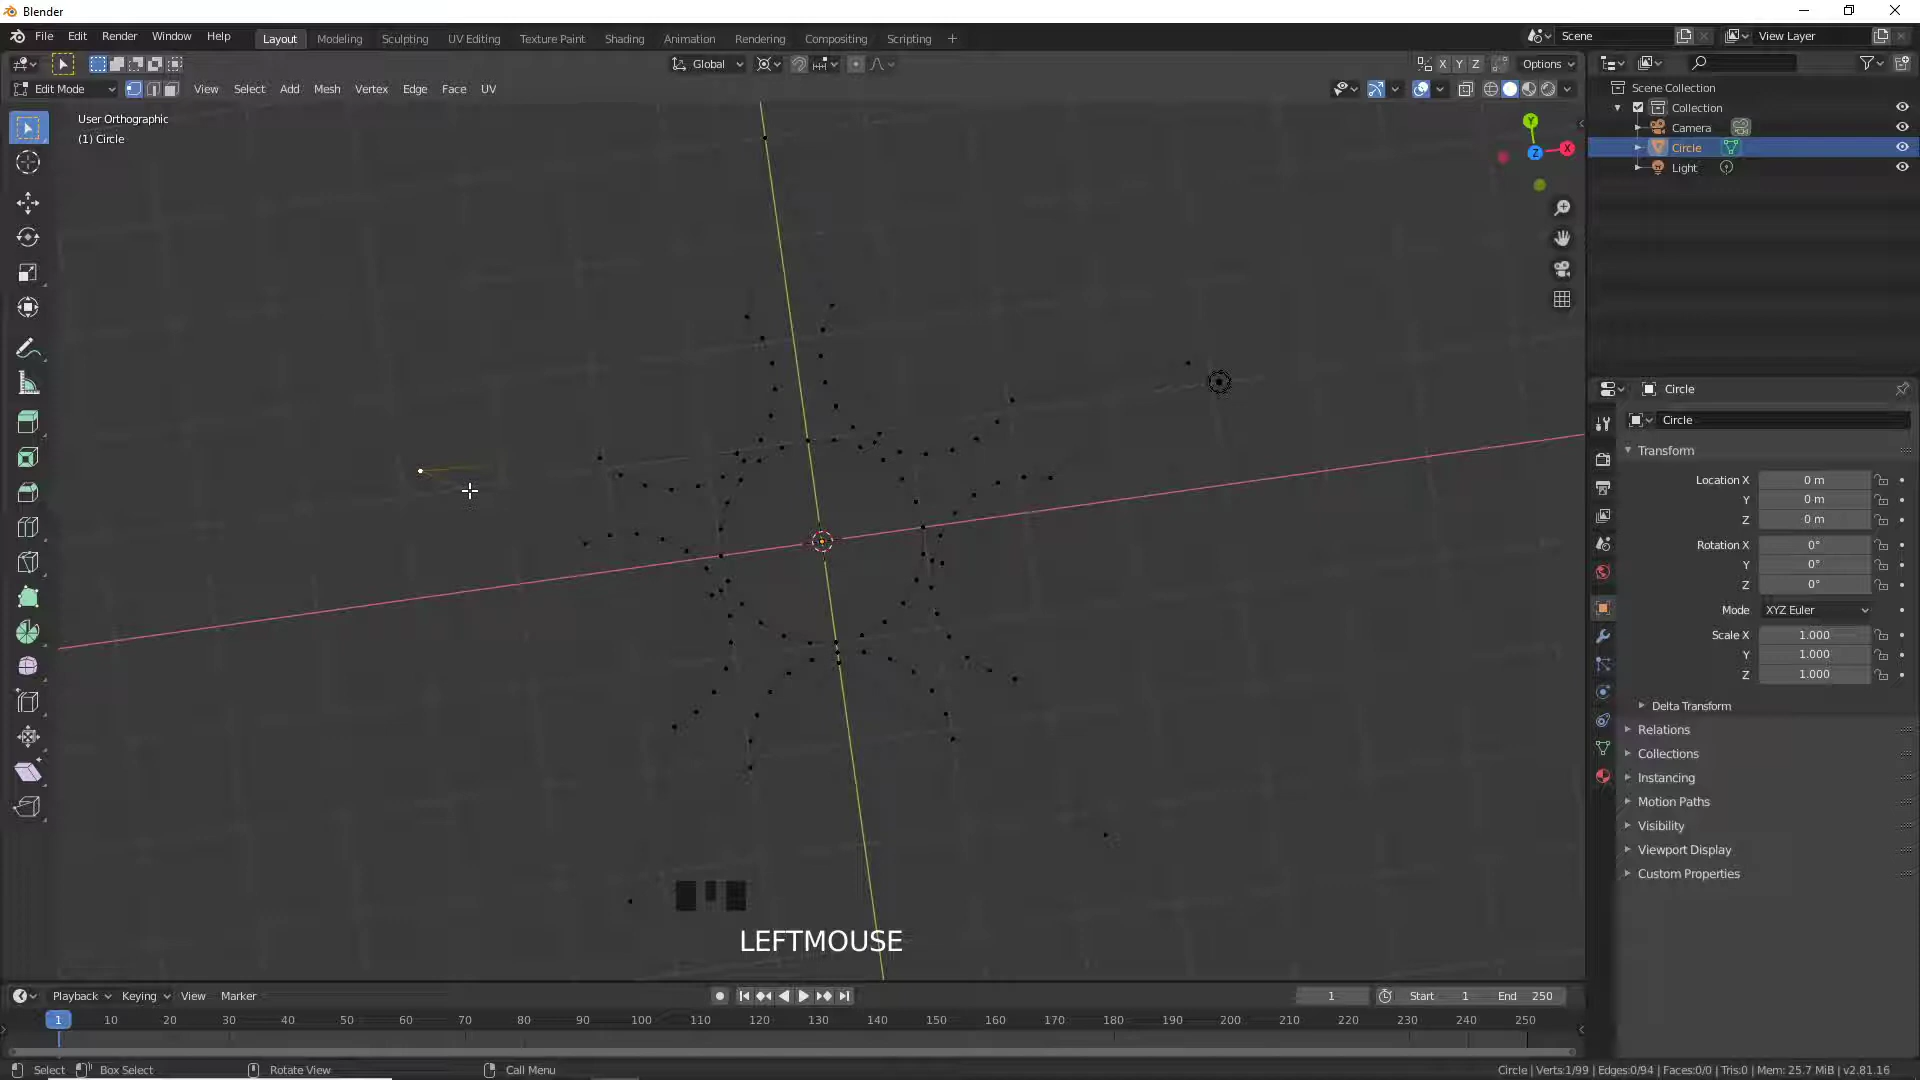 Blender
File Edit Render Window Help
Layout Modeling Sculpting UV Editing Texture Paint Shading Animation Rendering Compositing Scripting +
Scene
View Layer
Global
X Y Z
Options
Edit Mode
View Select Add Mesh Vertex Edge Face UV
User Orthographic
(1) Circle
Y
X
Z
Scene Collection
Collection
Camera
Circle
Light
Circle
Circle
Transform
Location X 0 m
Y 0 m
Z 0 m
Rotation X 0°
Y 0°
Z 0°
Mode XYZ Euler
Scale X 1.000
Y 1.000
Z 1.000
Delta Transform
Relations
Collections
Instancing
Motion Paths
Visibility
Viewport Display
Custom Properties
LEFTMOUSE
Playback Keying View Marker
1
Start 1
End 250
1 10 20 30 40 50 60 70 80 90 100 110 120 130 140 150 160 170 180 190 200 210 220 230 240 250
Select Box Select Rotate View Call Menu
Circle | Verts:1/99 | Edges:0/94 | Faces:0/0 | Tris:0 | Mem: 25.7 MiB | v2.81.16